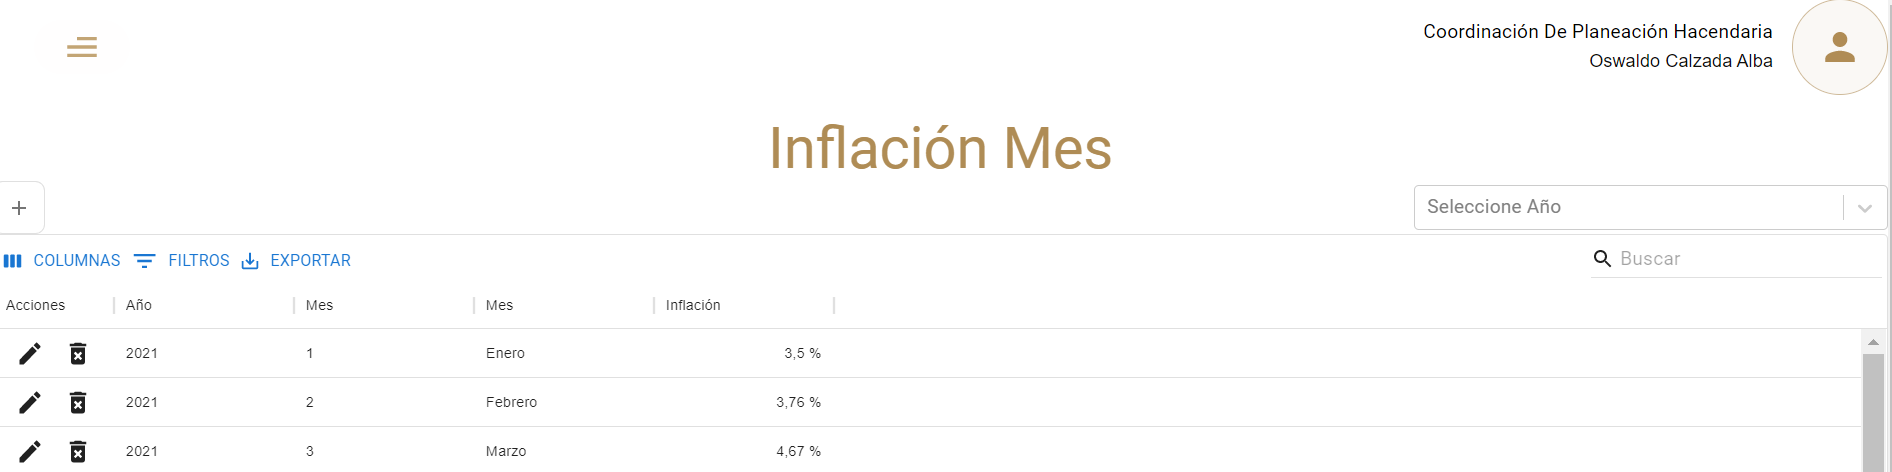 Coordinación De Planeación Hacendaria
Oswaldo Calzada Alba
Inflación Mes
Seleccione Año
COLUMNAS FILTROS EXPORTAR Buscar
Acciones Año Mes Mes Inflación
2021 1 Enero 3,5 %
2021 2 Febrero 3,76 %
2021 3 Marzo 4,67 %